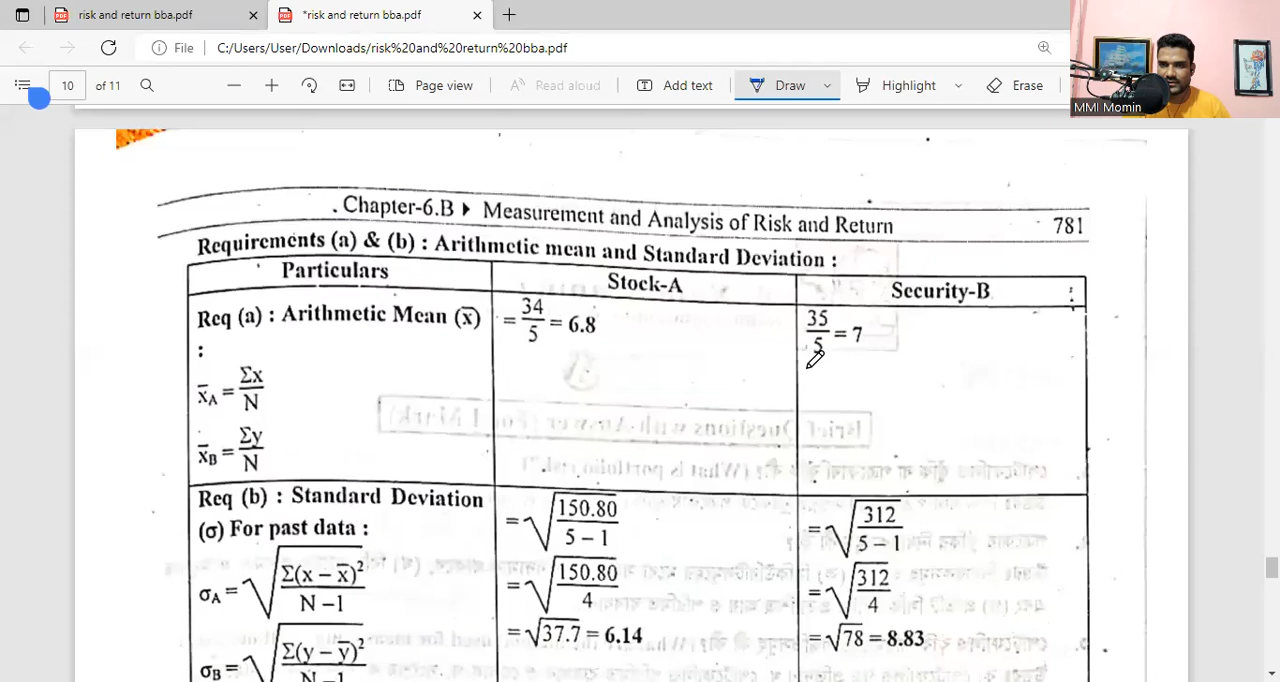 risk and return bba.pdf
*risk and return bba.pdf
File
C:/Users/User/Downloads/risk%20and%20return%20bba.pdf
10 of 11
Page view
Read aloud
Add text
Draw
Highlight
Erase
MMI Momin
Chapter-6.B ▶ Measurement and Analysis of Risk and Return 781
Requirements (a) & (b) : Arithmetic mean and Standard Deviation :
Particulars Stock-A Security-B
Req (a) : Arithmetic Mean (x̄) = 34/5 = 6.8 35/5 = 7
:
x̄A = Σx/N
x̄B = Σy/N
Req (b) : Standard Deviation
(σ) For past data :
σA = √(Σ(x – x̄)²/N –1)
σB = √(Σ(y – ȳ)²/N –1)
= √(150.80/5 – 1)
= √(150.80/4)
= √37.7 = 6.14
= √(312/5 – 1)
= √(312/4)
= √78 = 8.83